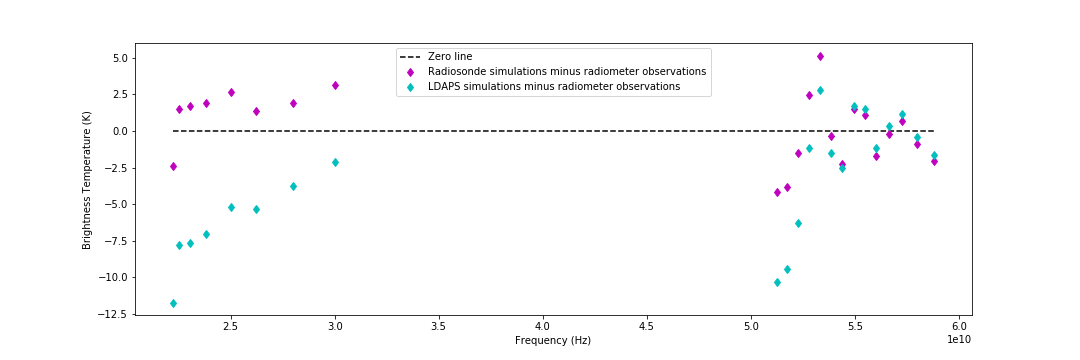 Zero line
Radiosonde simulations minus radiometer observations
LDAPS simulations minus radiometer observations
Brightness Temperature (K)
5.0
2.5
0.0
−2.5
−5.0
−7.5
−10.0
−12.5
2.5 3.0 3.5 4.0 4.5 5.0 5.5 6.0
1e10
Frequency (Hz)